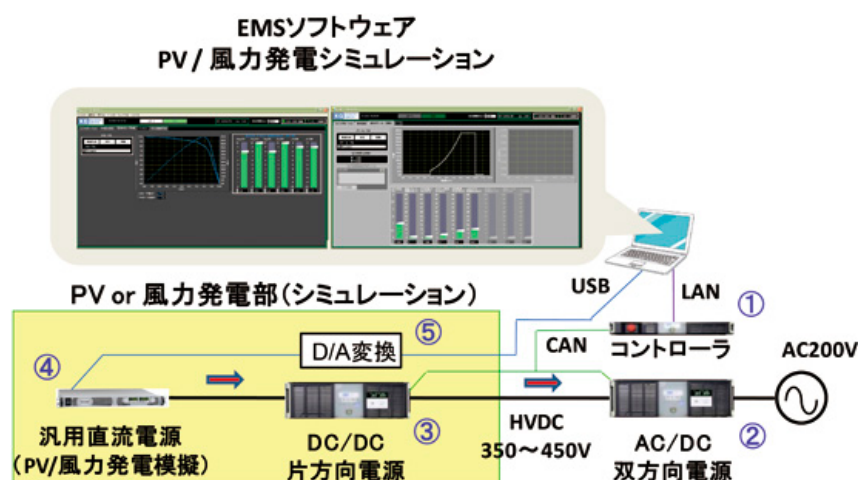 EMSソフトウェア
PV / 風力発電シミュレーション
PV or 風力発電部(シミュレーション)
USB
LAN
①
⑤
D/A変換
CAN
コントローラ
AC200V
④
汎用直流電源
(PV/風力発電模擬)
③
DC/DC
片方向電源
HVDC
350～450V
②
AC/DC
双方向電源